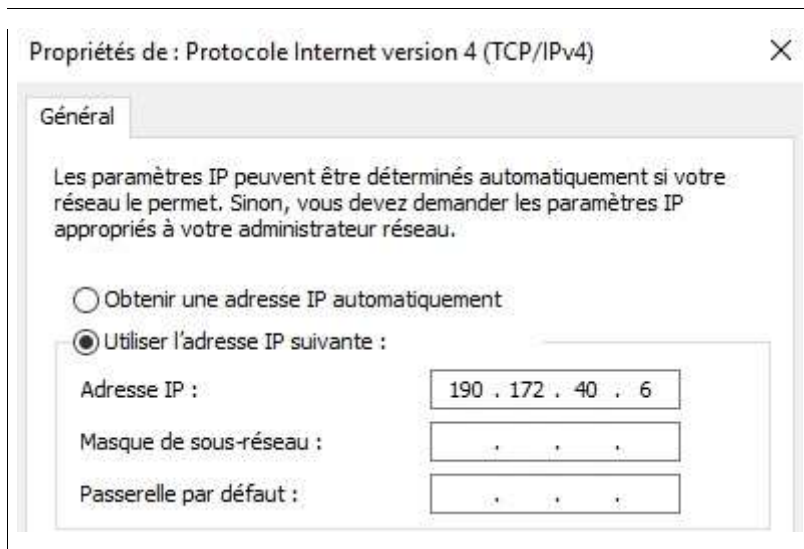 Propriétés de : Protocole Internet version 4 (TCP/IPv4)
Général
Les paramètres IP peuvent être déterminés automatiquement si votre
réseau le permet. Sinon, vous devez demander les paramètres IP
appropriés à votre administrateur réseau.
Obtenir une adresse IP automatiquement
Utiliser l'adresse IP suivante :
Adresse IP : 190 . 172 . 40 . 6
Masque de sous-réseau : . . .
Passerelle par défaut : . . .